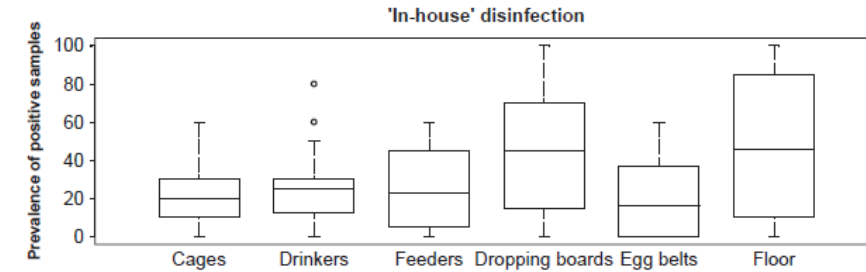 'In-house' disinfection
Prevalence of positive samples
100
80
60
40
20
0
Cages Drinkers Feeders Dropping boards Egg belts Floor